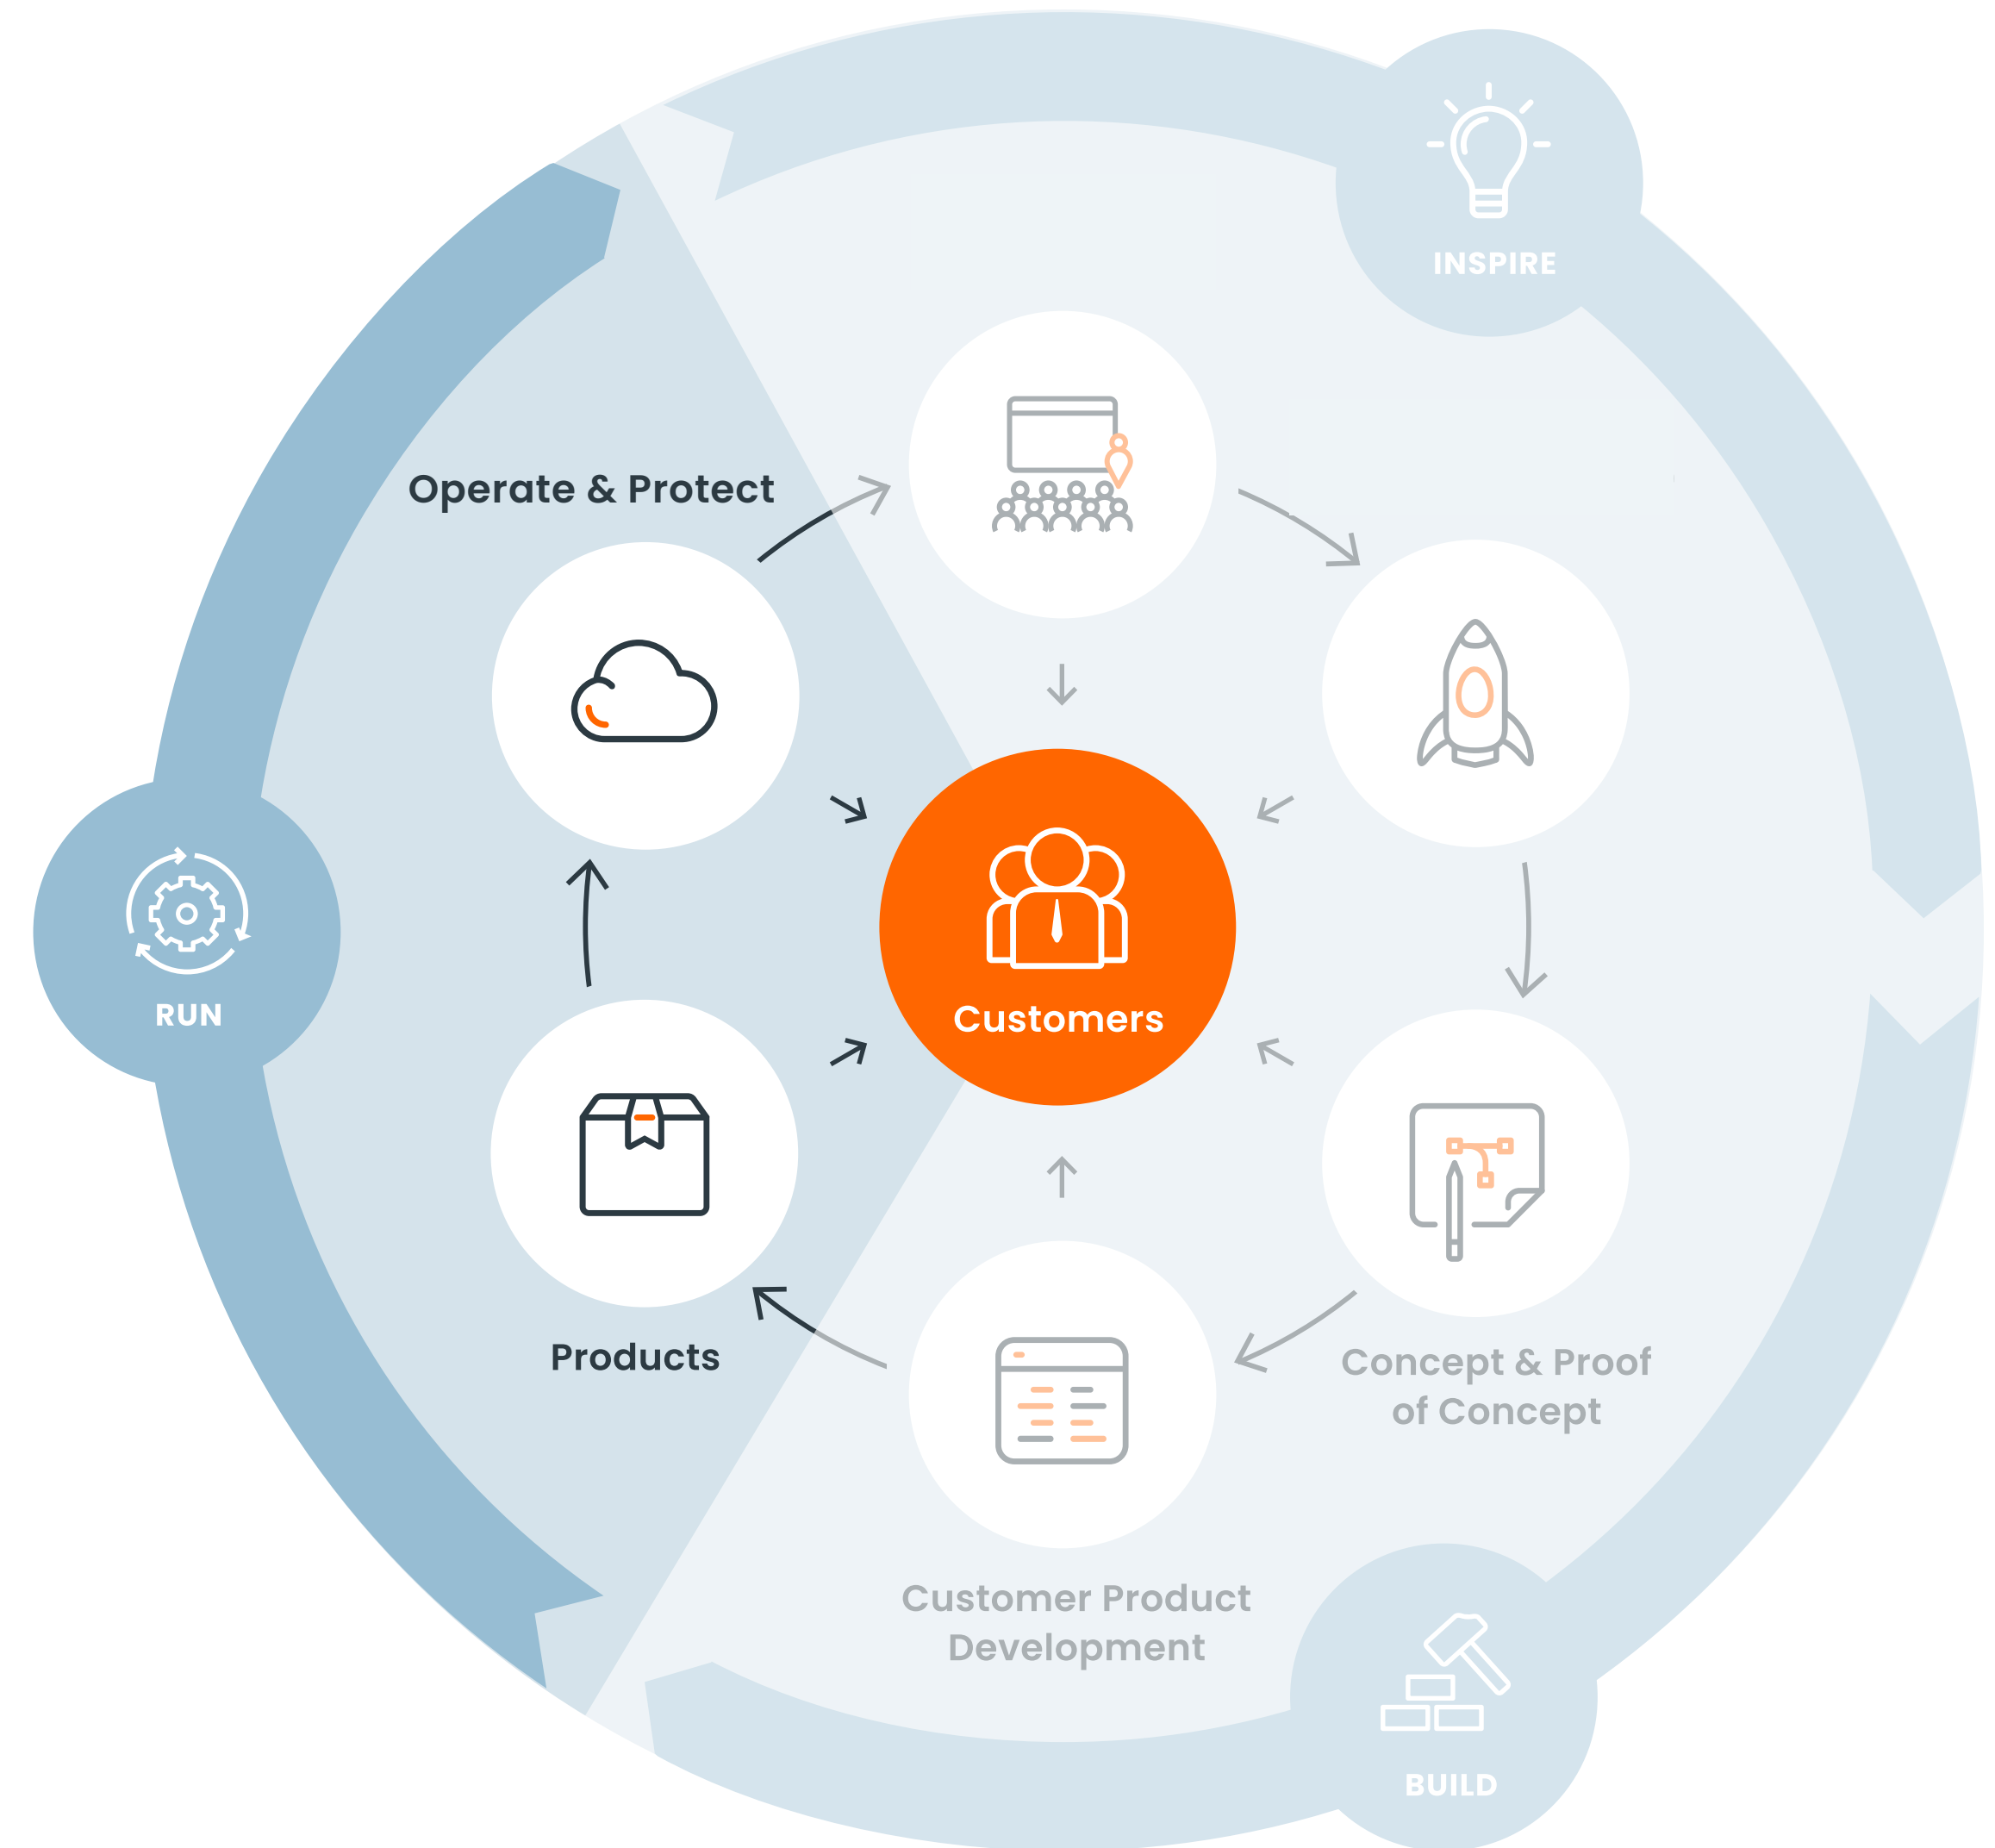 INSPIRE
Operate & Protect
Customers
RUN
Products
Concept & Proof
of Concept
Customer Product
Development
BUILD